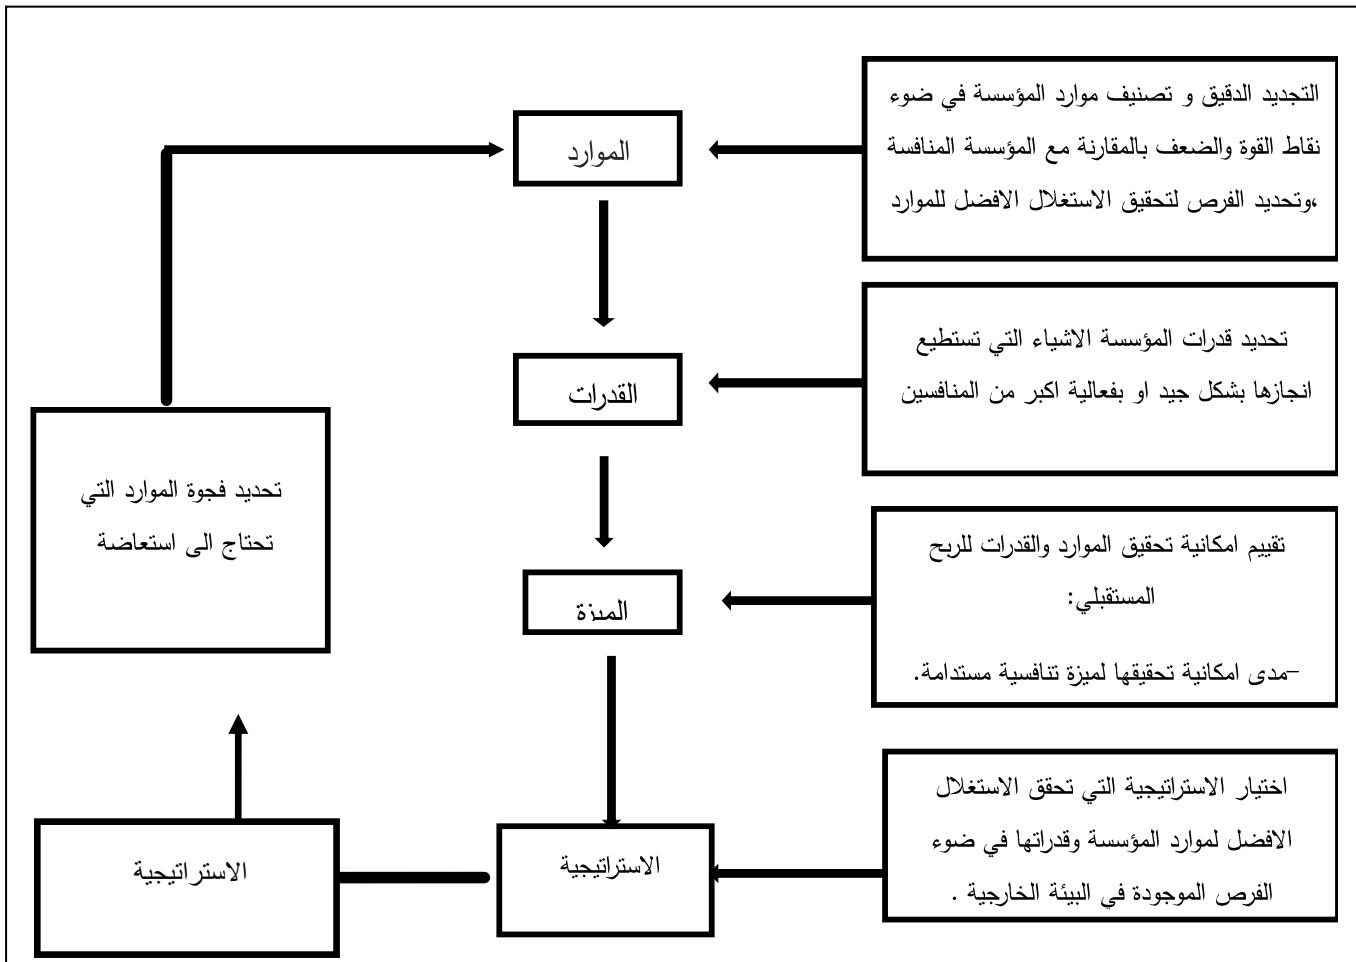 التجديد الدقيق و تصنيف موارد المؤسسة في ضوء
نقاط القوة والضعف بالمقارنة مع المؤسسة المنافسة
،وتحديد الفرص لتحقيق الاستغلال الافضل للموارد
الموارد
تحديد قدرات المؤسسة الاشياء التي تستطيع
انجازها بشكل جيد او بفعالية اكبر من المنافسين
القدرات
تحديد فجوة الموارد التي
تحتاج الى استعاضة
تقييم امكانية تحقيق الموارد والقدرات للربح
المستقبلي:
–مدى امكانية تحقيقها لميزة تنافسية مستدامة.
الميزة
اختيار الاستراتيجية التي تحقق الاستغلال
الافضل لموارد المؤسسة وقدراتها في ضوء
الفرص الموجودة في البيئة الخارجية .
الاستراتيجية
الاستراتيجية